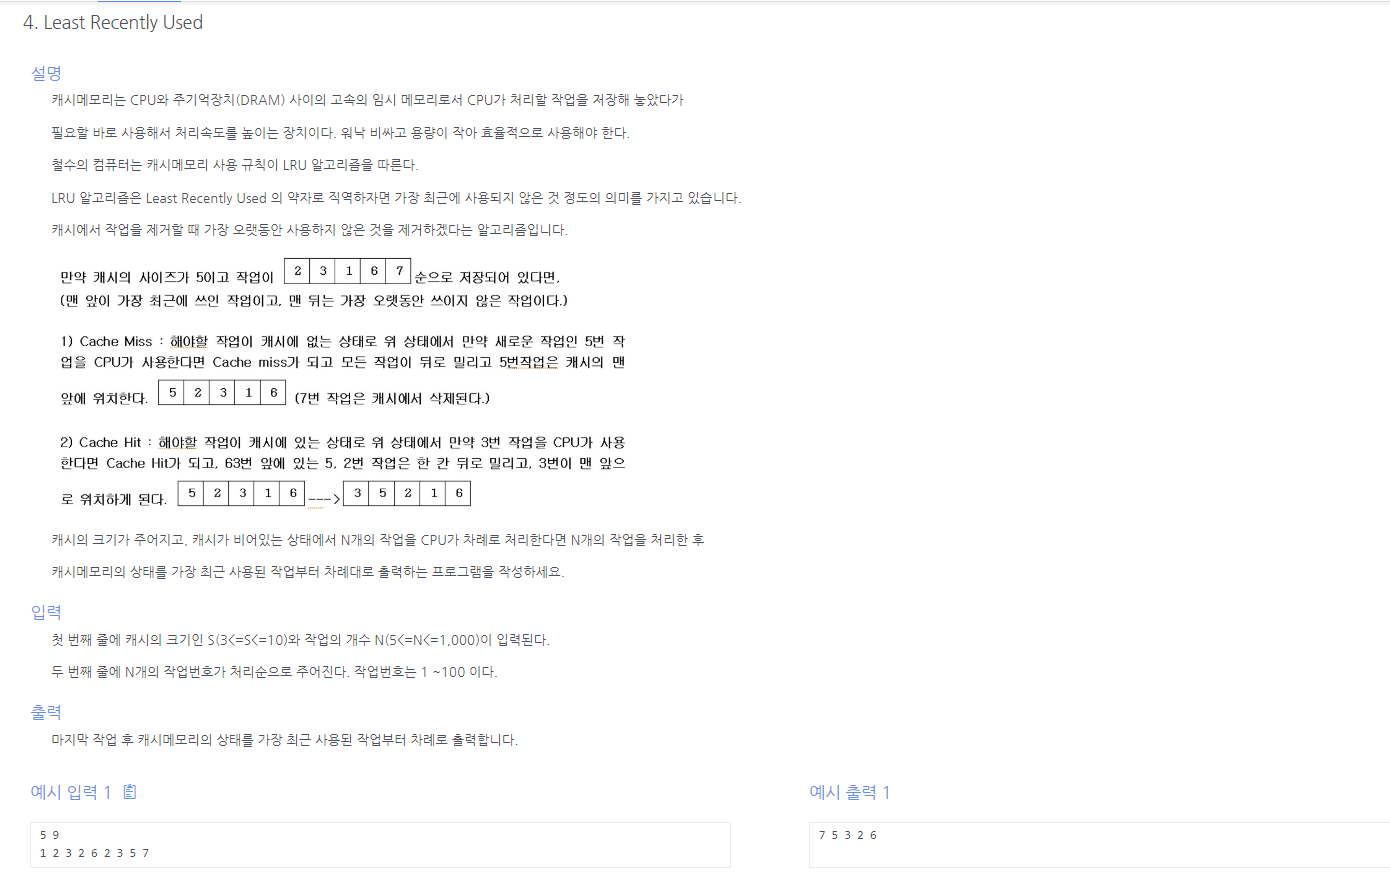 4. Least Recently Used
설명
캐시메모리는 CPU와 주기억장치(DRAM) 사이의 고속의 임시 메모리로서 CPU가 처리할 작업을 저장해 놓았다가
필요할 바로 사용해서 처리속도를 높이는 장치이다. 워낙 비싸고 용량이 작아 효율적으로 사용해야 한다.
철수의 컴퓨터는 캐시메모리 사용 규칙이 LRU 알고리즘을 따른다.
LRU 알고리즘은 Least Recently Used 의 약자로 직역하자면 가장 최근에 사용되지 않은 것 정도의 의미를 가지고 있습니다.
캐시에서 작업을 제거할 때 가장 오랫동안 사용하지 않은 것을 제거하겠다는 알고리즘입니다.
만약 캐시의 사이즈가 5이고 작업이 2 3 1 6 7 순으로 저장되어 있다면,
(맨 앞이 가장 최근에 쓰인 작업이고, 맨 뒤는 가장 오랫동안 쓰이지 않은 작업이다.)
1) Cache Miss : 해야할 작업이 캐시에 없는 상태로 위 상태에서 만약 새로운 작업인 5번 작
업을 CPU가 사용한다면 Cache miss가 되고 모든 작업이 뒤로 밀리고 5번작업은 캐시의 맨
앞에 위치한다. 5 2 3 1 6 (7번 작업은 캐시에서 삭제된다.)
2) Cache Hit : 해야할 작업이 캐시에 있는 상태로 위 상태에서 만약 3번 작업을 CPU가 사용
한다면 Cache Hit가 되고, 63번 앞에 있는 5, 2번 작업은 한 칸 뒤로 밀리고, 3번이 맨 앞으
로 위치하게 된다. 5 2 3 1 6 ---> 3 5 2 1 6
캐시의 크기가 주어지고, 캐시가 비어있는 상태에서 N개의 작업을 CPU가 차례로 처리한다면 N개의 작업을 처리한 후
캐시메모리의 상태를 가장 최근 사용된 작업부터 차례대로 출력하는 프로그램을 작성하세요.
입력
첫 번째 줄에 캐시의 크기인 S(3<=S<=10)와 작업의 개수 N(5<=N<=1,000)이 입력된다.
두 번째 줄에 N개의 작업번호가 처리순으로 주어진다. 작업번호는 1 ~100 이다.
출력
마지막 작업 후 캐시메모리의 상태를 가장 최근 사용된 작업부터 차례로 출력합니다.
예시 입력 1
5 9
1 2 3 2 6 2 3 5 7
예시 출력 1
7 5 3 2 6